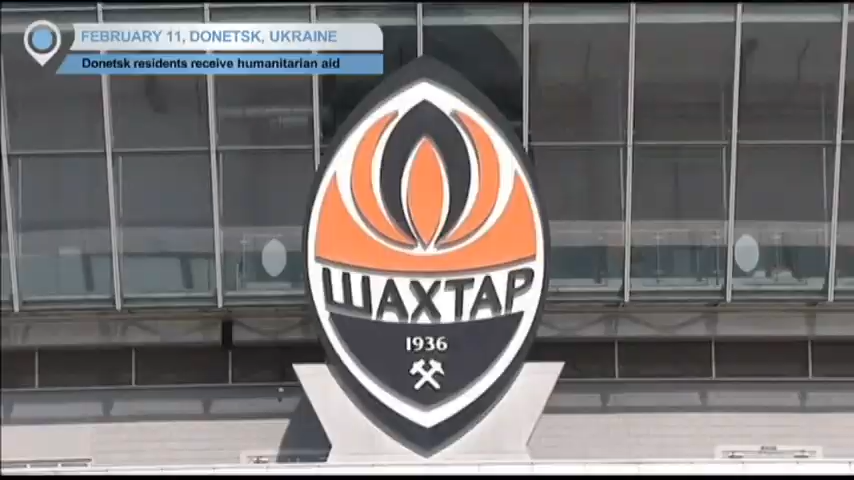 FEBRUARY 11, DONETSK, UKRAINE
Donetsk residents receive humanitarian aid
ШАХТАР
1936